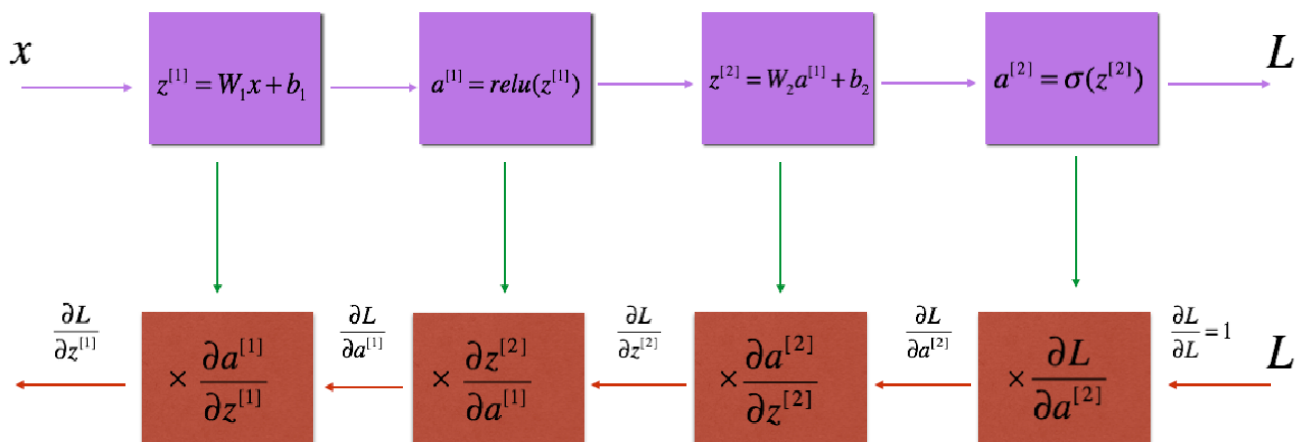 x
z^[1] = W_1 x + b_1
a^[1] = relu(z^[1])
z^[2] = W_2 a^[1] + b_2
a^[2] = σ(z^[2])
L
∂L/∂z^[1]
× ∂a^[1]/∂z^[1]
∂L/∂a^[1]
× ∂z^[2]/∂a^[1]
∂L/∂z^[2]
× ∂a^[2]/∂z^[2]
∂L/∂a^[2]
× ∂L/∂a^[2]
∂L/∂L = 1
L